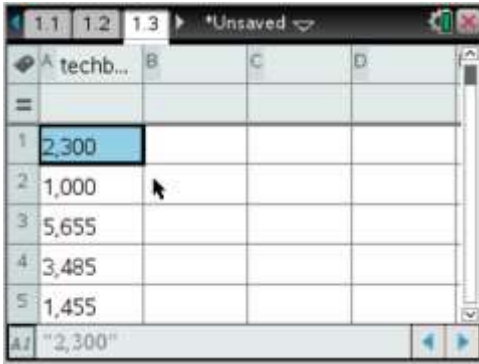 1.1 1.2 1.3 *Unsaved
A techb... B C D
=
1 2,300
2 1,000
3 5,655
4 3,485
5 1,455
A1 "2,300"